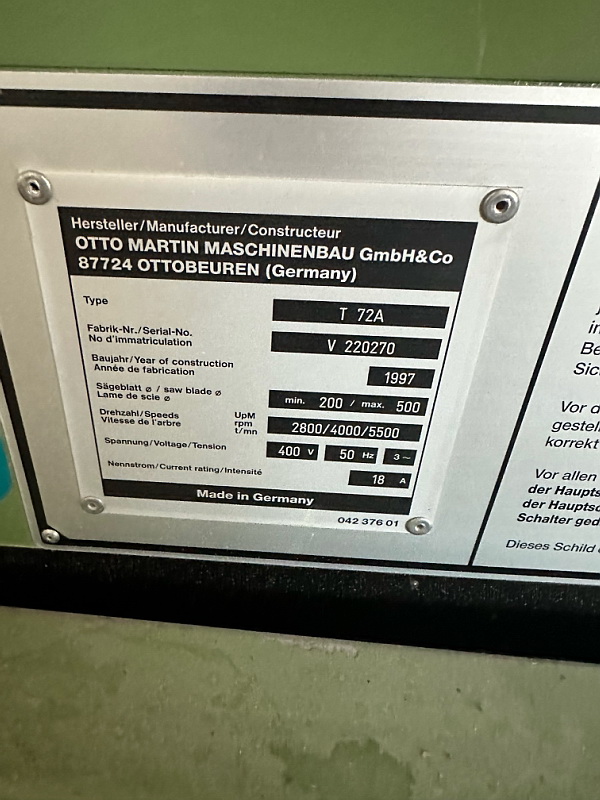 Hersteller/Manufacturer/Constructeur
OTTO MARTIN MASCHINENBAU GmbH&Co
87724 OTTOBEUREN (Germany)
Type
T 72A
Fabrik-Nr./Serial-No.
No d'immatriculation
V 220270
Baujahr/Year of construction
Année de fabrication
1997
Sägeblatt ø / saw blade ø
Lame de scie ø
min. 200 / max. 500
Drehzahl/Speeds UpM
Vitesse de l'arbre rpm
t/mn
2800/4000/5500
Spannung/Voltage/Tension
400 V 50 Hz 3~
Nennstrom/Current rating/Intensité
18 A
Made in Germany
042 376 01
Be
Sic
Vor d
gestell
korrekt
Vor allen
der Haupts
der Hauptsc
Schalter ged
Dieses Schild